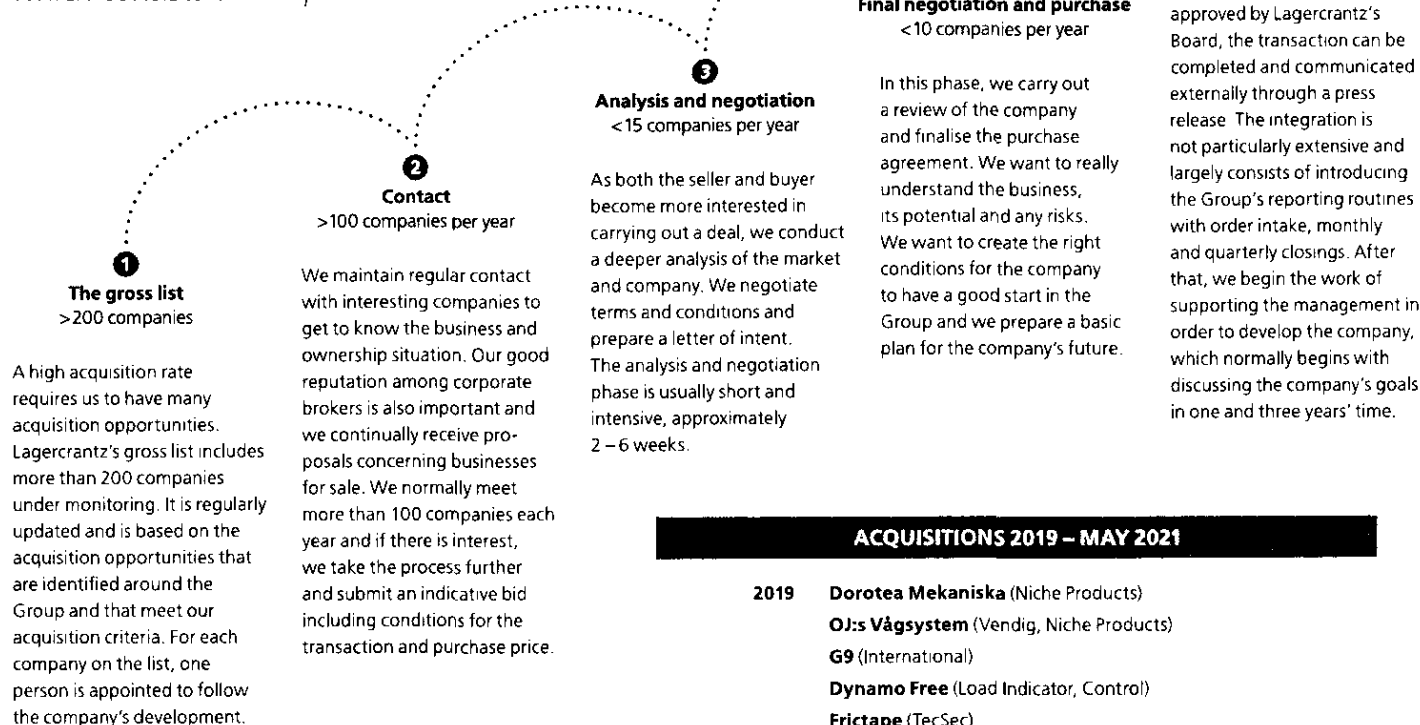 1
The gross list
>200 companies
A high acquisition rate
requires us to have many
acquisition opportunities.
Lagercrantz's gross list includes
more than 200 companies
under monitoring. It is regularly
updated and is based on the
acquisition opportunities that
are identified around the
Group and that meet our
acquisition criteria. For each
company on the list, one
person is appointed to follow
the company's development.
2
Contact
>100 companies per year
We maintain regular contact
with interesting companies to
get to know the business and
ownership situation. Our good
reputation among corporate
brokers is also important and
we continually receive pro-
posals concerning businesses
for sale. We normally meet
more than 100 companies each
year and if there is interest,
we take the process further
and submit an indicative bid
including conditions for the
transaction and purchase price.
3
Analysis and negotiation
<15 companies per year
As both the seller and buyer
become more interested in
carrying out a deal, we conduct
a deeper analysis of the market
and company. We negotiate
terms and conditions and
prepare a letter of intent.
The analysis and negotiation
phase is usually short and
intensive, approximately
2 – 6 weeks.
Final negotiation and purchase
<10 companies per year
In this phase, we carry out
a review of the company
and finalise the purchase
agreement. We want to really
understand the business,
its potential and any risks.
We want to create the right
conditions for the company
to have a good start in the
Group and we prepare a basic
plan for the company's future.
approved by Lagercrantz's
Board, the transaction can be
completed and communicated
externally through a press
release The integration is
not particularly extensive and
largely consists of introducing
the Group's reporting routines
with order intake, monthly
and quarterly closings. After
that, we begin the work of
supporting the management in
order to develop the company,
which normally begins with
discussing the company's goals
in one and three years' time.
ACQUISITIONS 2019 – MAY 2021
2019 Dorotea Mekaniska (Niche Products)
OJ:s Vågsystem (Vendig, Niche Products)
G9 (International)
Dynamo Free (Load Indicator, Control)
Frictape (TecSec)